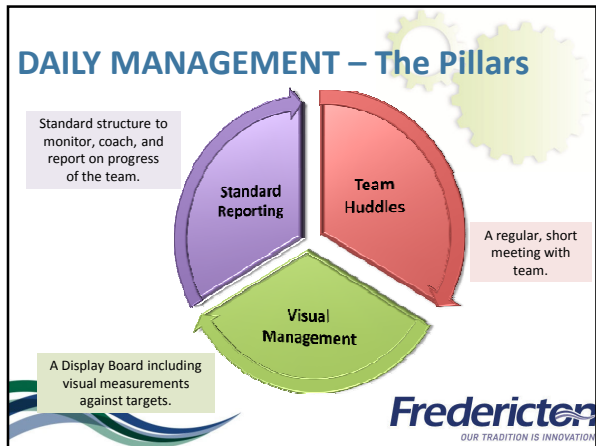 DAILY MANAGEMENT – The Pillars
Standard structure to
monitor, coach, and
report on progress
of the team.
Standard
Reporting
Team
Huddles
A regular, short
meeting with
team.
Visual
Management
A Display Board including
visual measurements
against targets.
Fredericton
OUR TRADITION IS INNOVATION